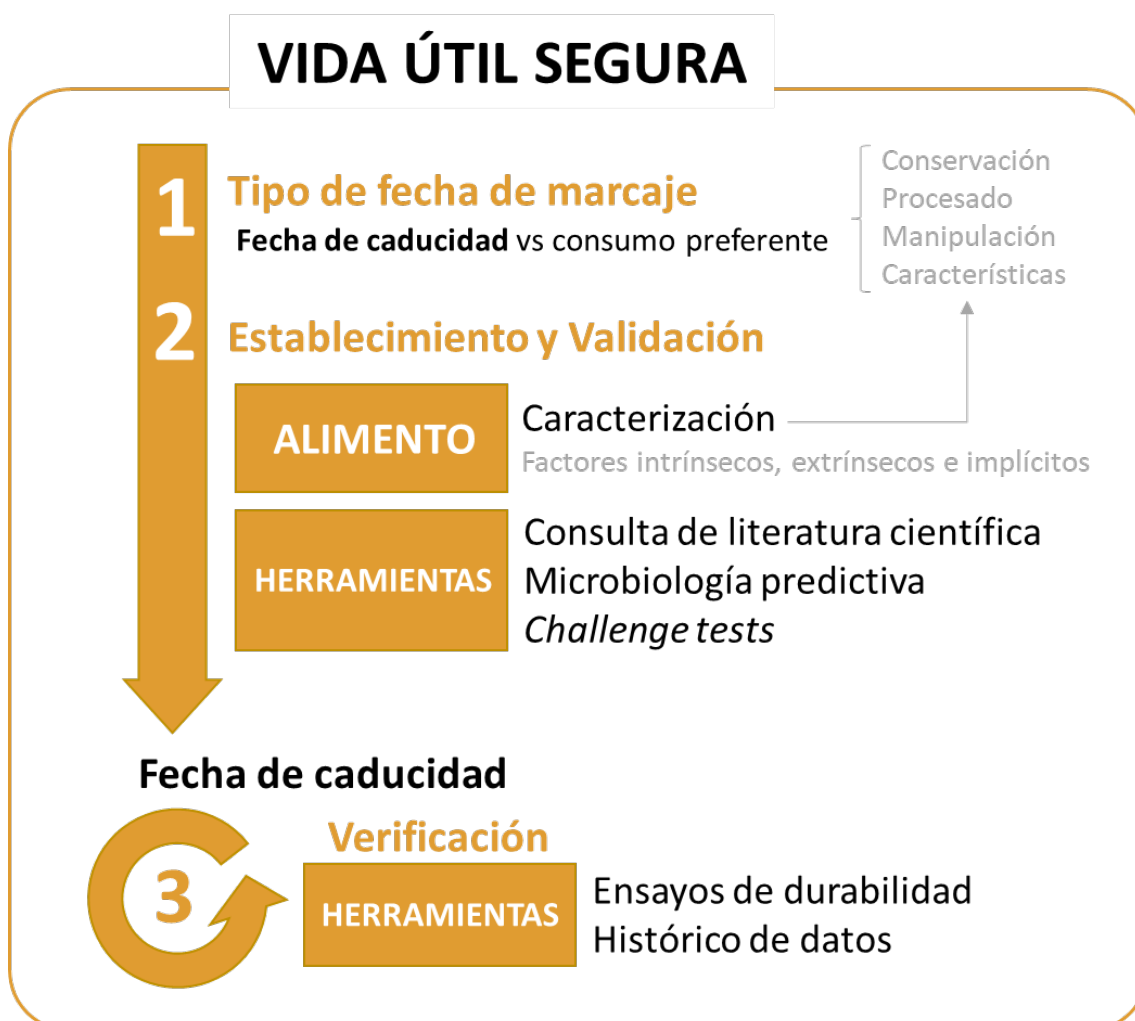 VIDA ÚTIL SEGURA
1
Tipo de fecha de marcaje
Fecha de caducidad vs consumo preferente
Conservación
Procesado
Manipulación
Características
2
Establecimiento y Validación
ALIMENTO
Caracterización
Factores intrínsecos, extrínsecos e implícitos
HERRAMIENTAS
Consulta de literatura científica
Microbiología predictiva
Challenge tests
Fecha de caducidad
3
Verificación
HERRAMIENTAS
Ensayos de durabilidad
Histórico de datos